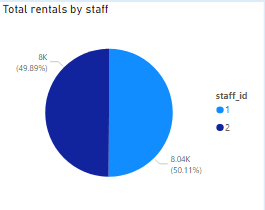 Total rentals by staff
8K
(49.89%)
staff_id
1
2
8.04K
(50.11%)